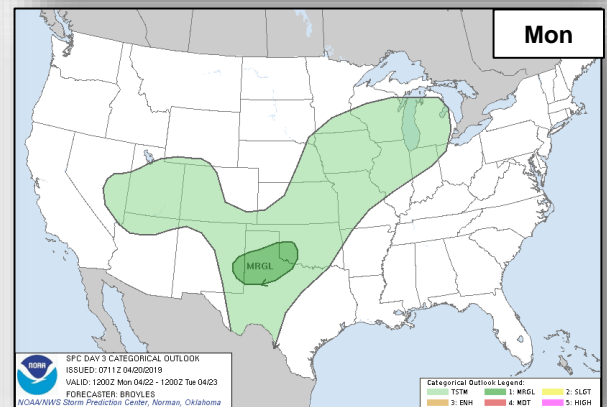 Mon
MRGL
NOAA
SPC DAY 3 CATEGORICAL OUTLOOK
ISSUED: 0711Z 04/20/2019
VALID: 1200Z Mon 04/22 - 1200Z Tue 04/23
FORECASTER: BROYLES
NOAA/NWS Storm Prediction Center, Norman, Oklahoma
Categorical Outlook Legend:
TSTM 1: MRGL 2: SLGT
3: ENH 4: MDT 5: HIGH